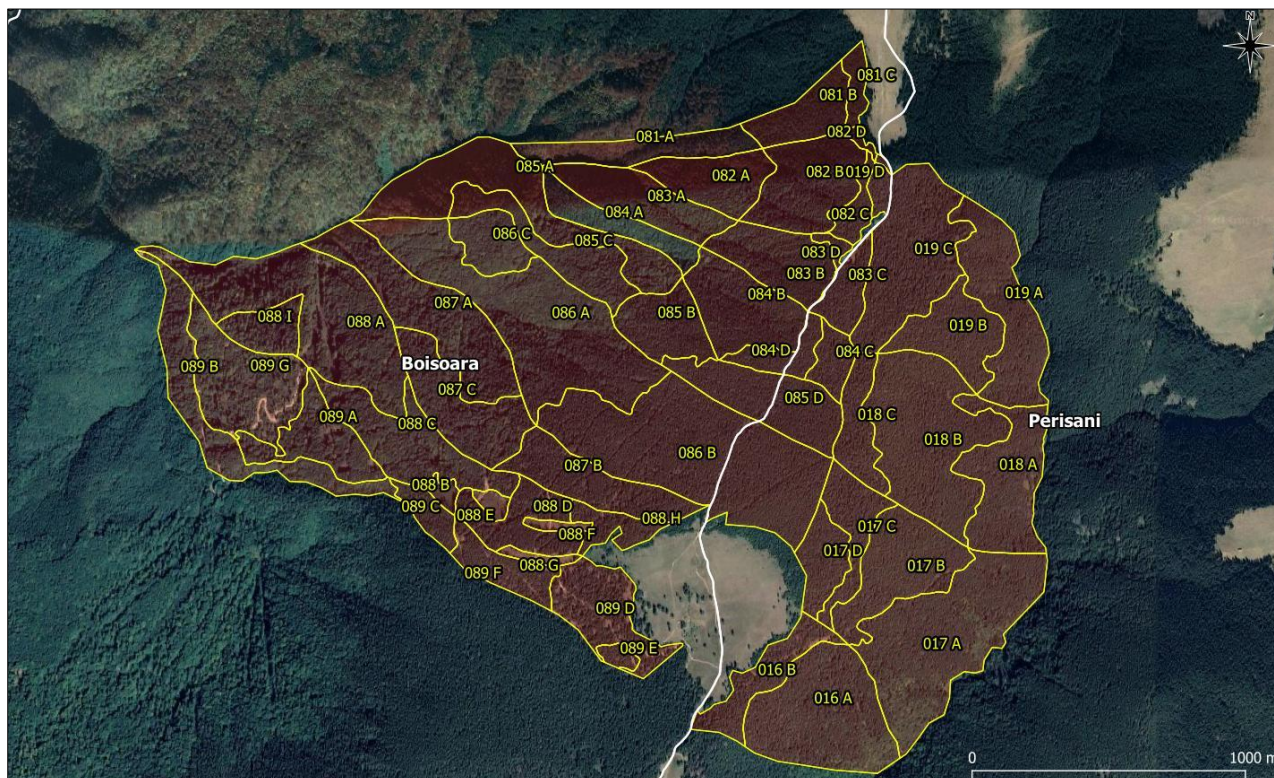 N
081 C
081 B
081 A
082 D
085 A
082 A
082 B
019 D
083 A
084 A
082 C
086 C
085 C
083 D
019 C
083 B
083 C
087 A
084 B
019 A
088 I
088 A
086 A
085 B
019 B
089 B
089 G
Boisoara
084 D
084 C
087 C
085 D
089 A
088 C
018 C
Perisani
018 B
086 B
087 B
018 A
088 B
089 C
088 E
088 D
088 H
088 F
017 C
017 D
088 G
017 B
089 F
089 D
017 A
089 E
016 B
016 A
0
1000 m